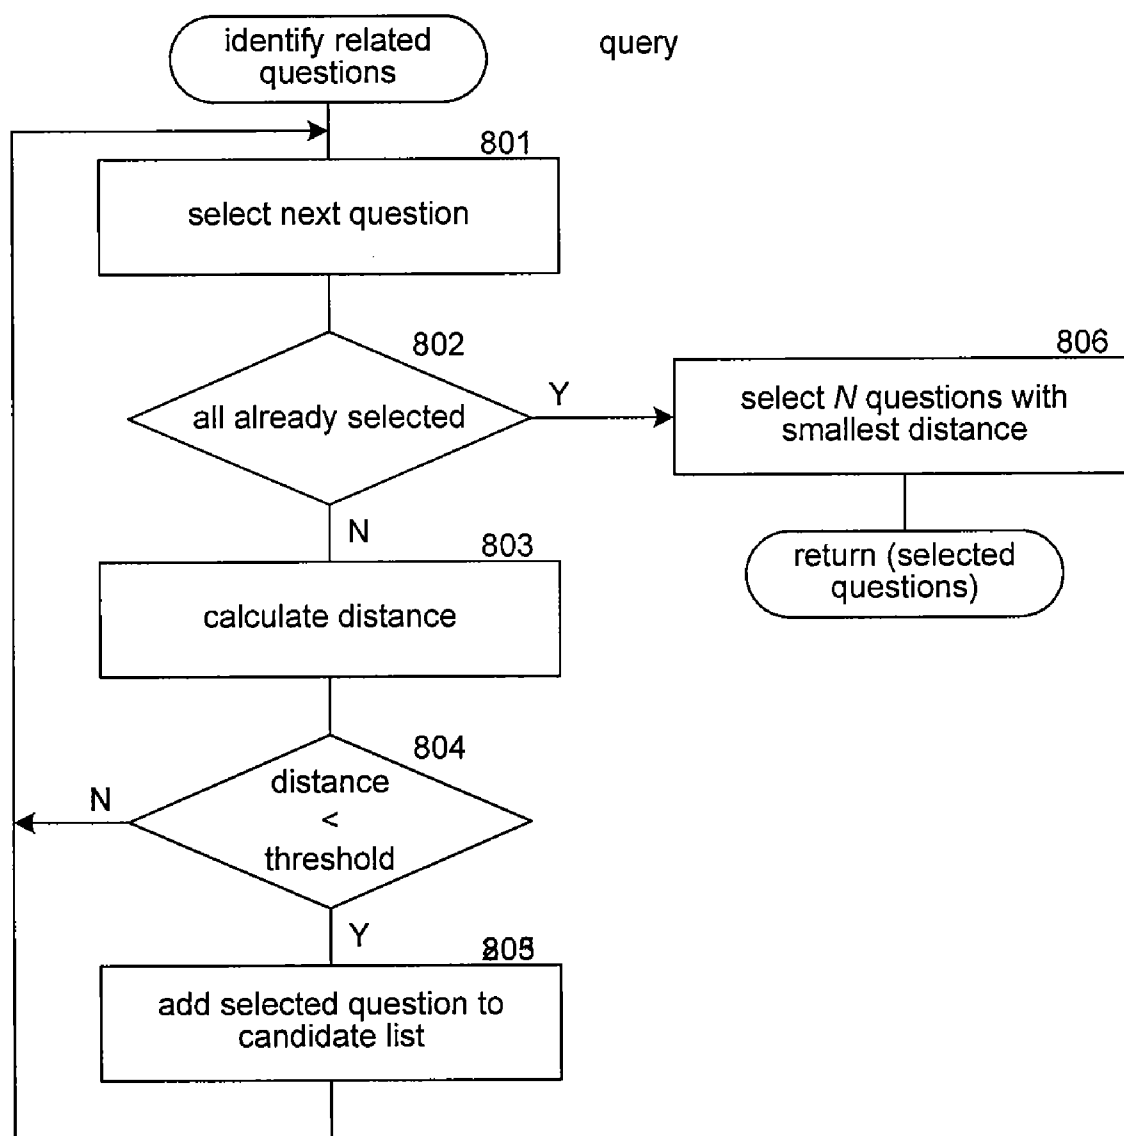 identify related
questions
query
801
select next question
802
all already selected
Y
806
select N questions with
smallest distance
N
803
calculate distance
return (selected
questions)
804
distance
<
threshold
N
Y
add selected question to
candidate list